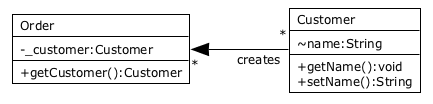 Order
-_customer:Customer
+getCustomer():Customer
*
creates
*
Customer
~name:String
+getName():void
+setName():String